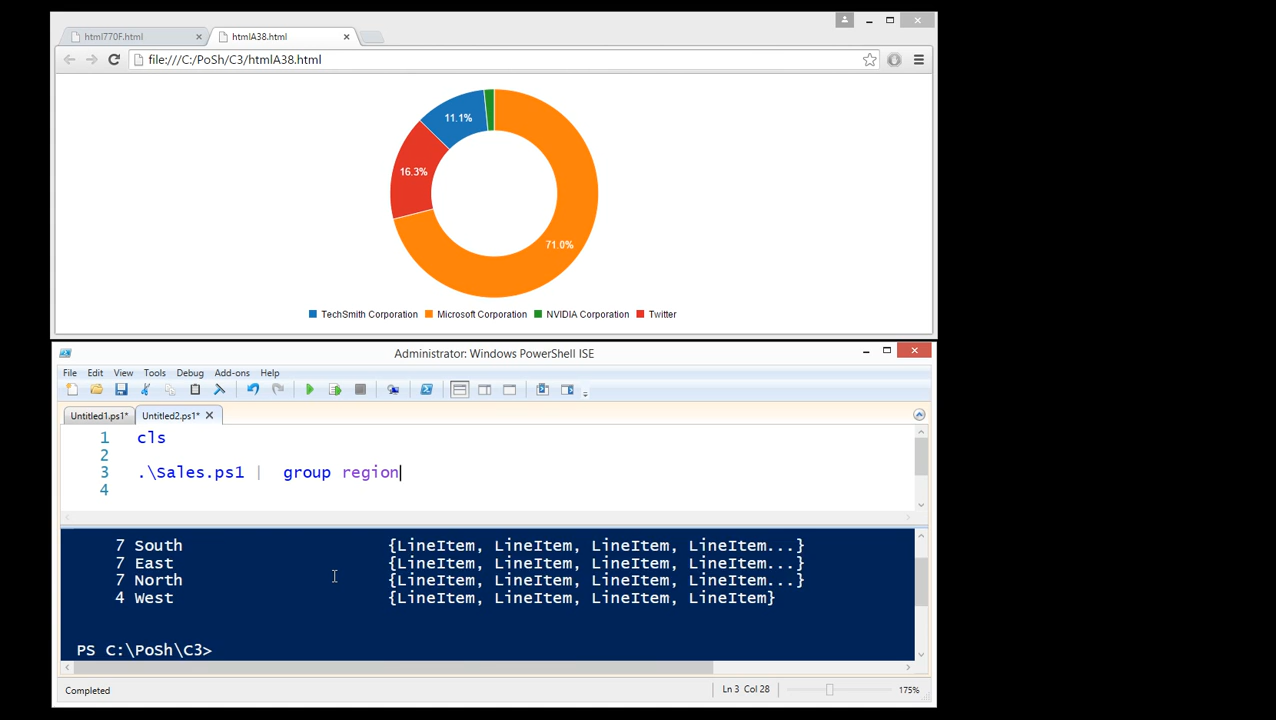 html770F.html
htmlA38.html
file:///C:/PoSh/C3/htmlA38.html
11.1%
16.3%
71.0%
TechSmith Corporation Microsoft Corporation NVIDIA Corporation Twitter
Administrator: Windows PowerShell ISE
File Edit View Tools Debug Add-ons Help
Untitled1.ps1* Untitled2.ps1*
1 cls
2
3 .\Sales.ps1 | group region
4
7 South {LineItem, LineItem, LineItem, LineItem...}
7 East {LineItem, LineItem, LineItem, LineItem...}
7 North {LineItem, LineItem, LineItem, LineItem...}
4 West {LineItem, LineItem, LineItem, LineItem}
PS C:\PoSh\C3>
Completed Ln 3 Col 28 175%